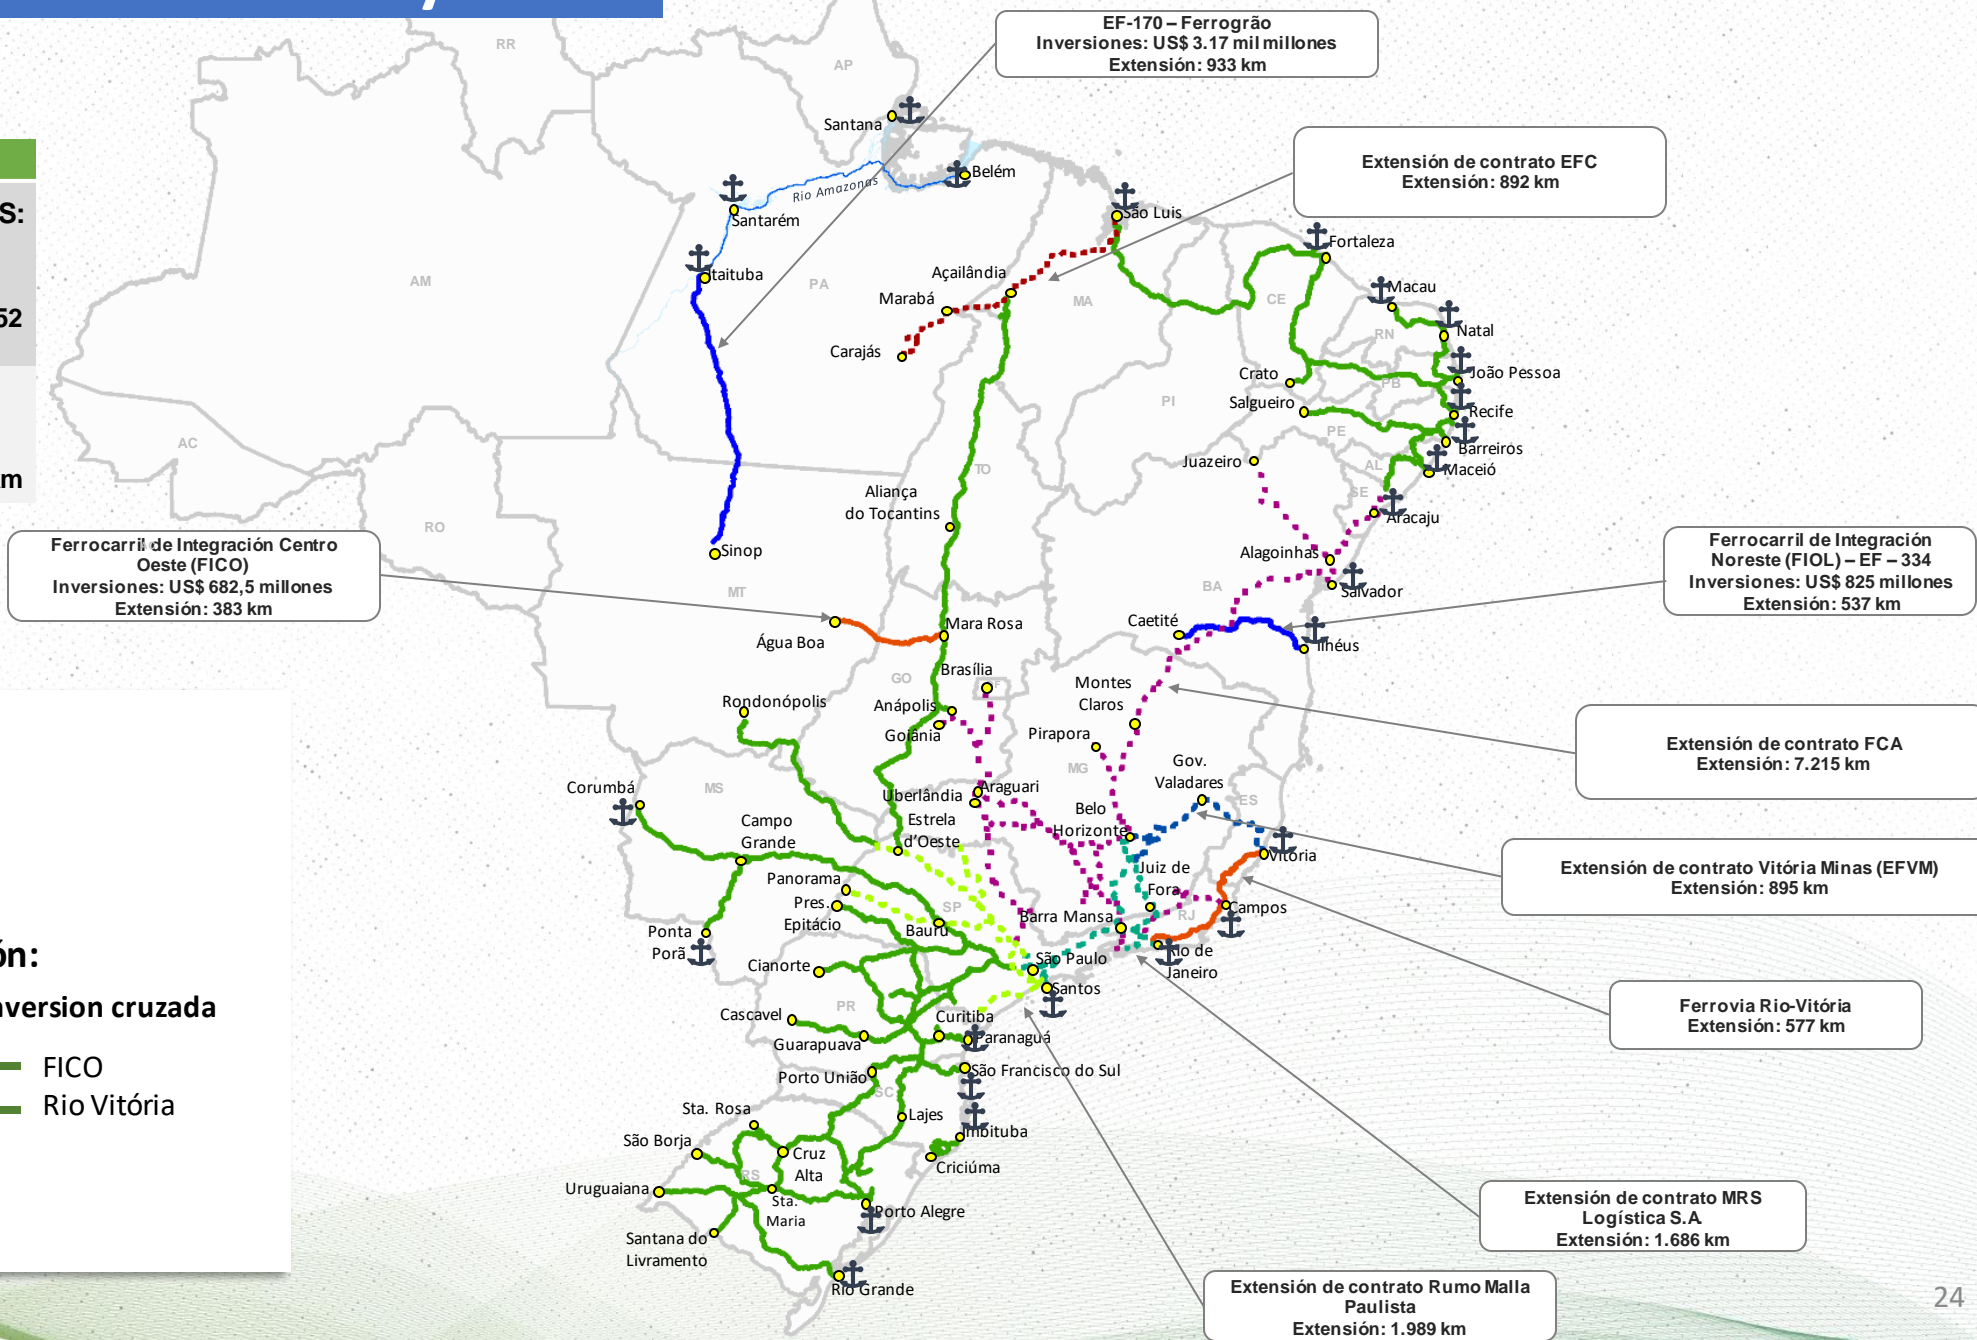 EF-170 – Ferrogrão
Inversiones: US$ 3.17 mil millones
Extensión: 933 km
RR
AP
Santana
Belém
Rio Amazonas
Santarém
Itaituba
AM
PA
Extensión de contrato EFC
Extensión: 892 km
São Luis
Fortaleza
Açailândia
Marabá
MA
CE
Macau
RN
Natal
Carajás
Crato
João Pessoa
PB
Salgueiro
Recife
PI
PE
Barreiros
Juazeiro
AL
Maceió
TO
SE
Aliança
do Tocantins
Aracaju
AC
RO
S:
52
km
Ferrocarril de Integración Centro
Oeste (FICO)
Inversiones: US$ 682,5 millones
Extensión: 383 km
Sinop
Alagoinhas
Salvador
BA
MT
Ferrocarril de Integración
Noreste (FIOL) – EF – 334
Inversiones: US$ 825 millones
Extensión: 537 km
Água Boa
Mara Rosa
Caetité
Ilhéus
Brasília
GO
Montes
Claros
Rondonópolis
Anápolis
Goiânia
Pirapora
Extensión de contrato FCA
Extensión: 7.215 km
MG
Gov.
Valadares
Corumbá
MS
Araguari
Uberlândia
ES
Campo
Grande
Estrela
d'Oeste
Belo
Horizonte
Vitória
Extensión de contrato Vitória Minas (EFVM)
Extensión: 895 km
Juiz de
Fora
Panorama
Pres.
Epitácio
SP
Bauru
Barra Mansa
RJ
Campos
Ponta
Porã
Rio de
Janeiro
Cianorte
São Paulo
Santos
Ferrovia Rio-Vitória
Extensión: 577 km
PR
Cascavel
Guarapuava
Curitiba
Paranaguá
ón:
nversion cruzada
FICO
Rio Vitória
Porto União
São Francisco do Sul
SC
Sta. Rosa
Lajes
São Borja
Imbituba
Cruz
Alta
Criciúma
RS
Uruguaiana
Sta.
Maria
Porto Alegre
Santana do
Livramento
Rio Grande
Extensión de contrato MRS
Logística S.A.
Extensión: 1.686 km
Extensión de contrato Rumo Malla
Paulista
Extensión: 1.989 km
24